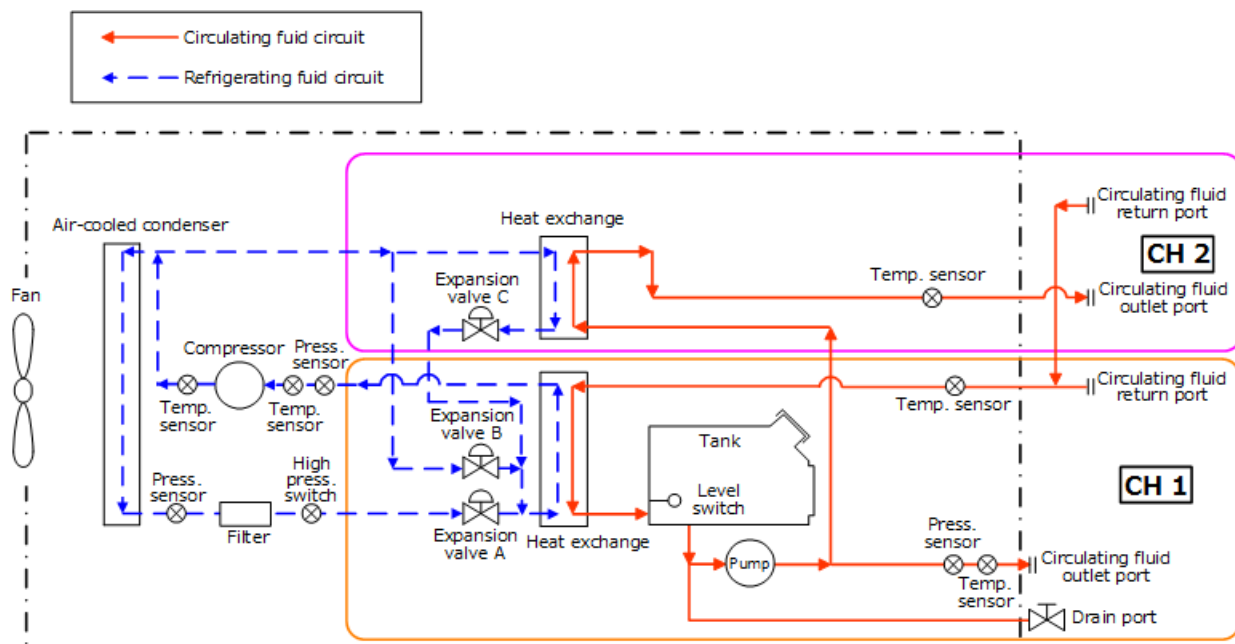 Circulating fuid circuit
Refrigerating fuid circuit
Air-cooled condenser
Heat exchange
Circulating fluid
return port
CH 2
Temp. sensor
Circulating fluid
outlet port
Fan
Expansion
valve C
Compressor
Press.
sensor
Temp.
sensor
Temp.
sensor
Temp. sensor
Circulating fluid
return port
Expansion
valve B
Tank
Level
switch
CH 1
Press.
sensor
High
press.
switch
Filter
Expansion
valve A
Heat exchange
Pump
Press.
sensor
Temp.
sensor
Circulating fluid
outlet port
Drain port